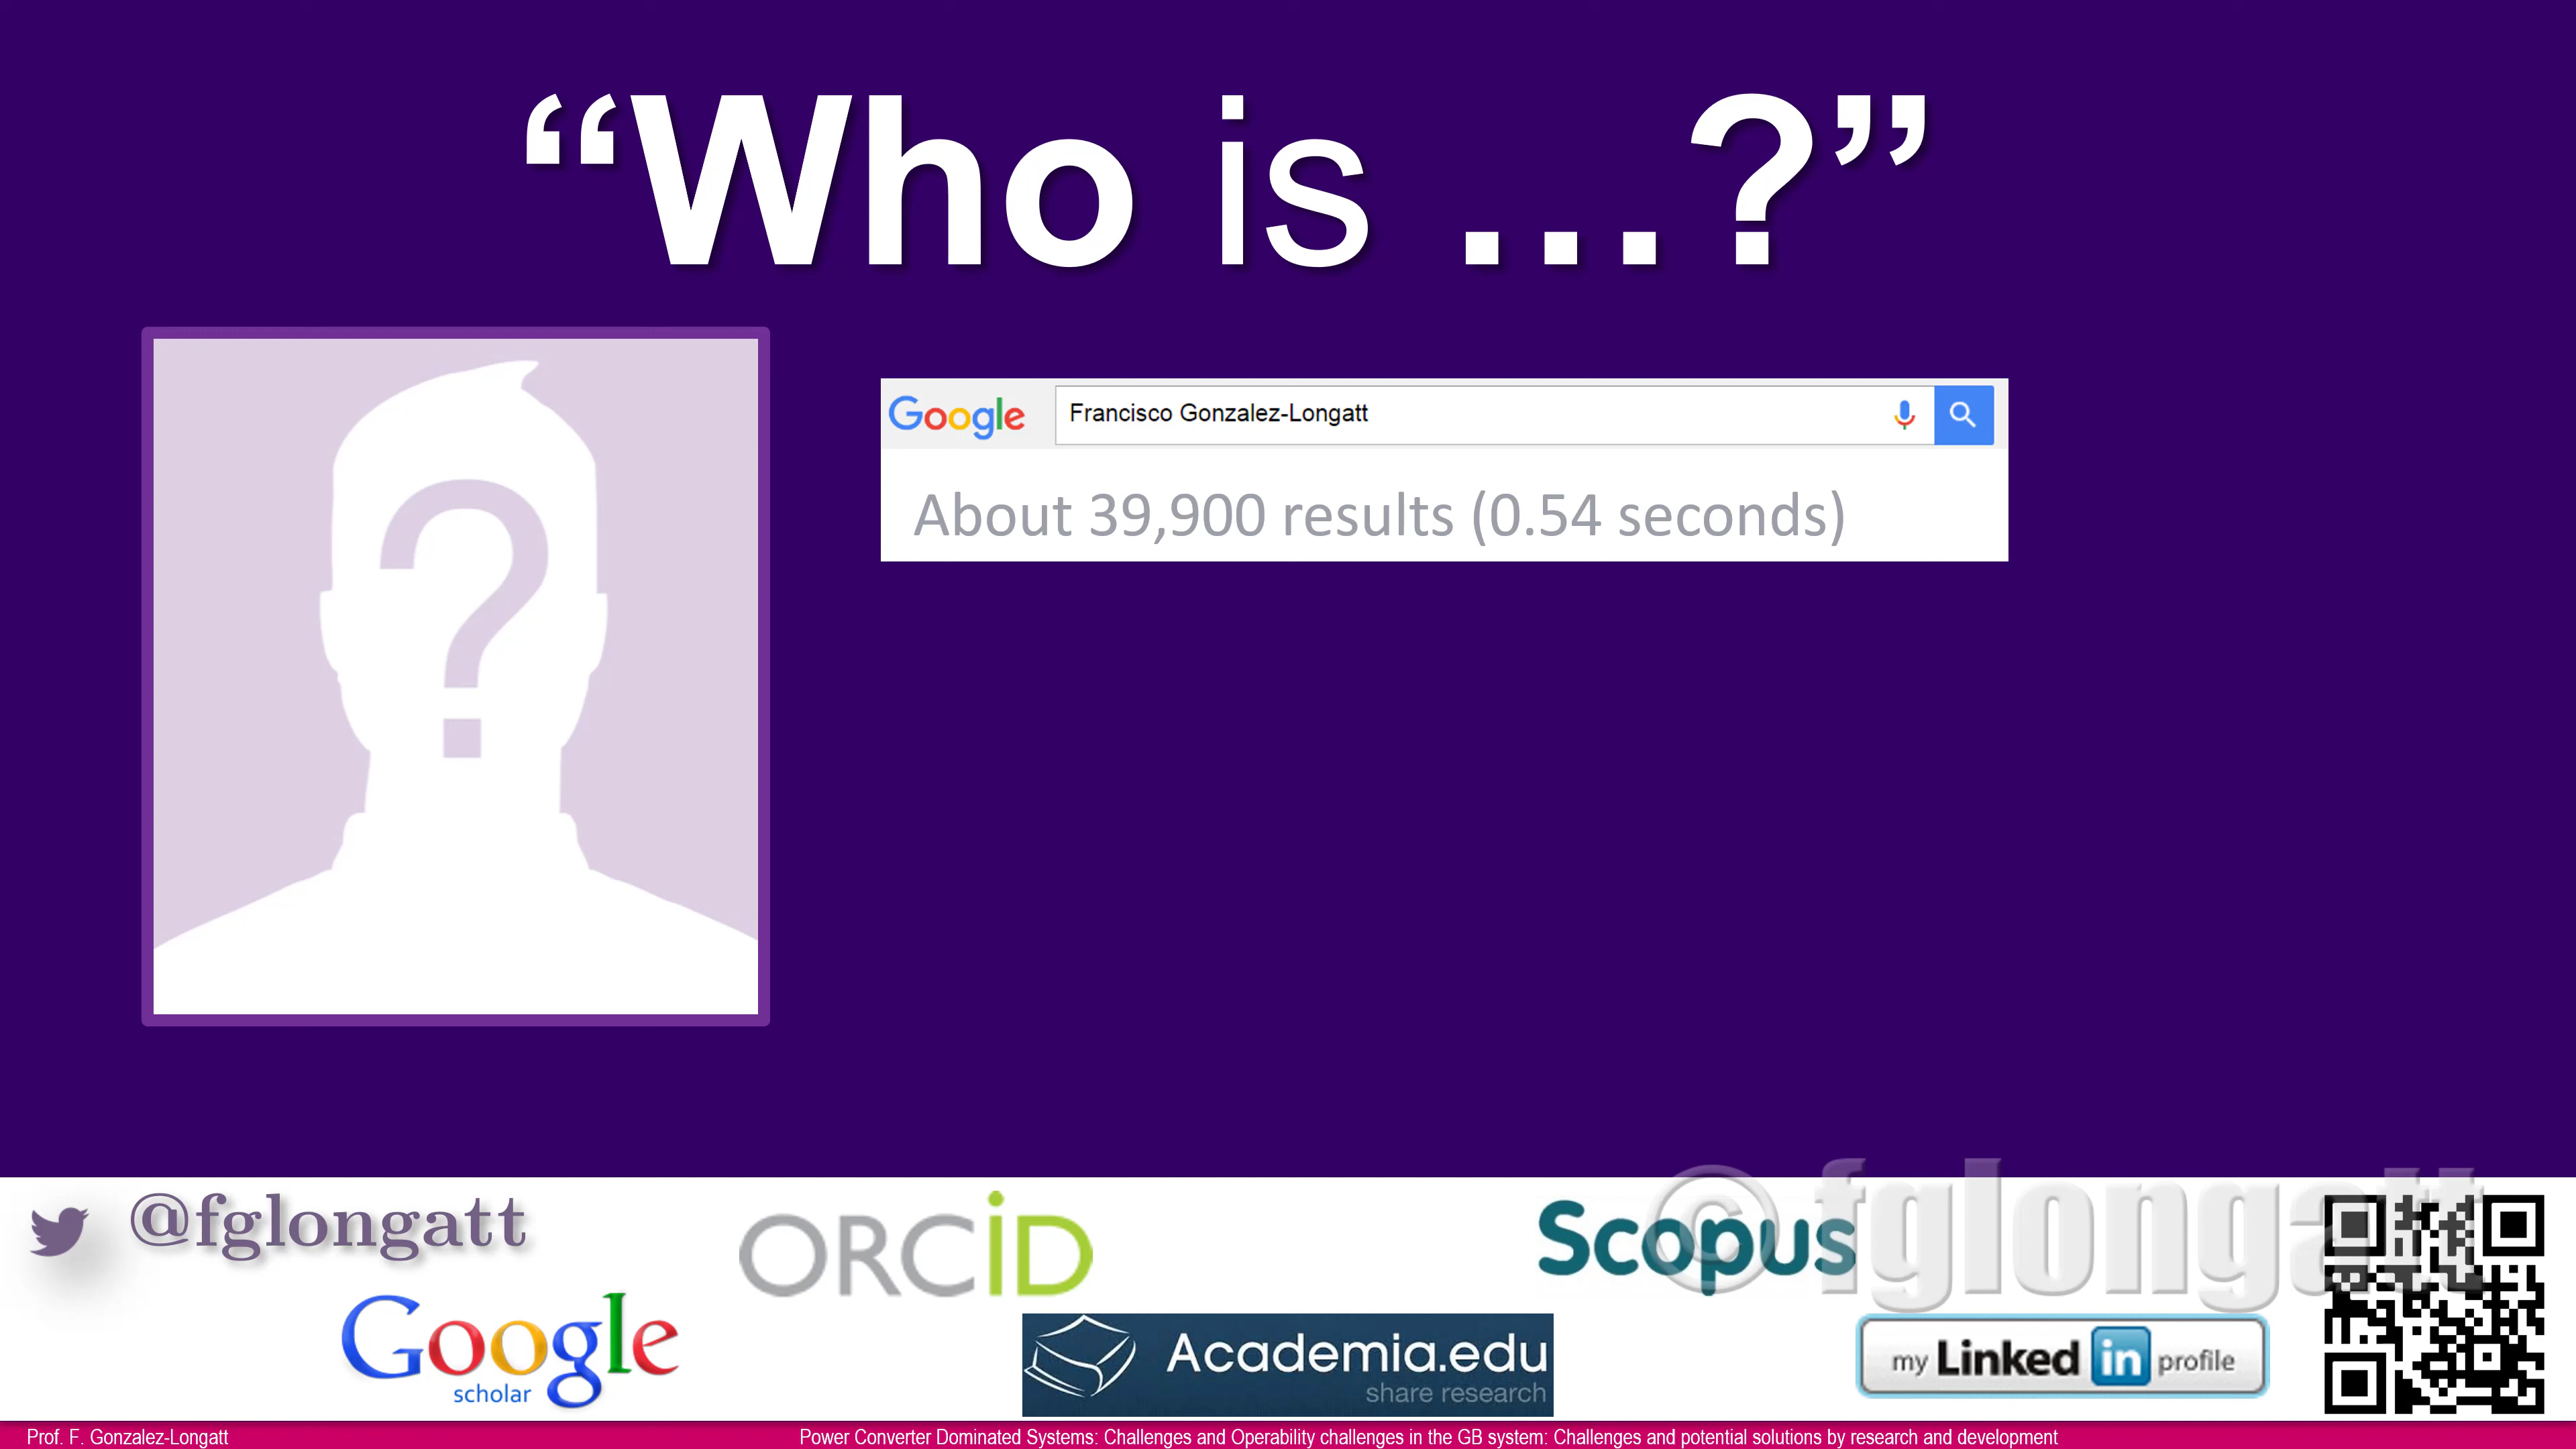 “Who is ...?”
?
Google
Francisco Gonzalez-Longatt
About 39,900 results (0.54 seconds)
@fglongatt
ORCiD
Scopus
© fglongatt
Google
scholar
Academia.edu
share research
my Linked in profile
Prof. F. Gonzalez-Longatt
Power Converter Dominated Systems: Challenges and Operability challenges in the GB system: Challenges and potential solutions by research and development